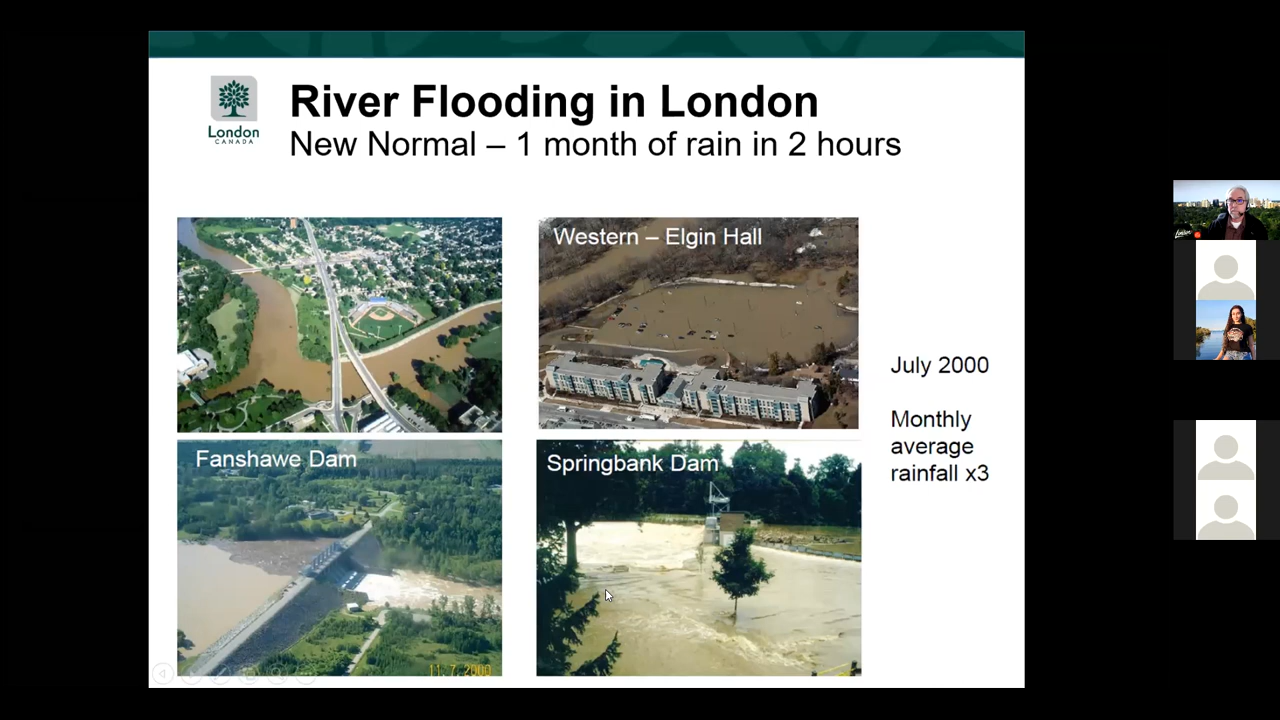 London
CANADA
River Flooding in London
New Normal – 1 month of rain in 2 hours
Western – Elgin Hall
July 2000
Monthly
average
rainfall x3
Fanshawe Dam
Springbank Dam
11.7.2000
London